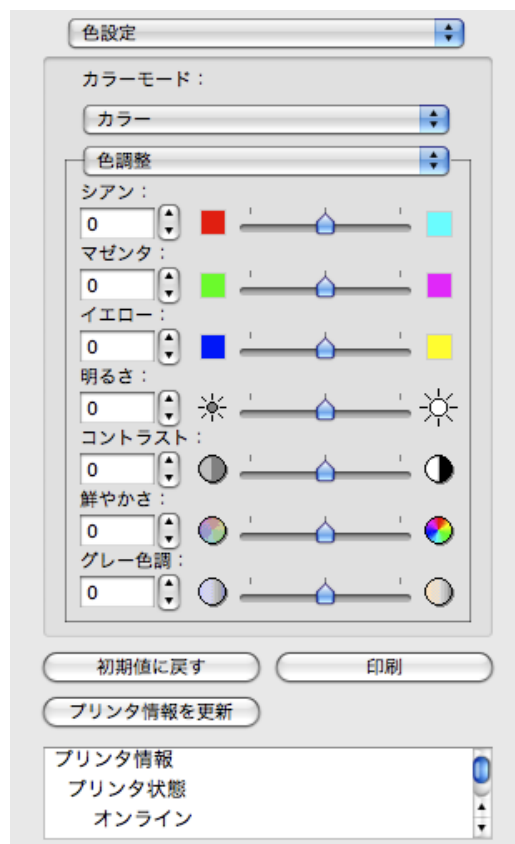 色設定
カラーモード：
カラー
色調整
シアン：
0
マゼンタ：
0
イエロー：
0
明るさ：
0
コントラスト：
0
鮮やかさ：
0
グレー色調：
0
初期値に戻す 印刷
プリンタ情報を更新
プリンタ情報
プリンタ状態
オンライン